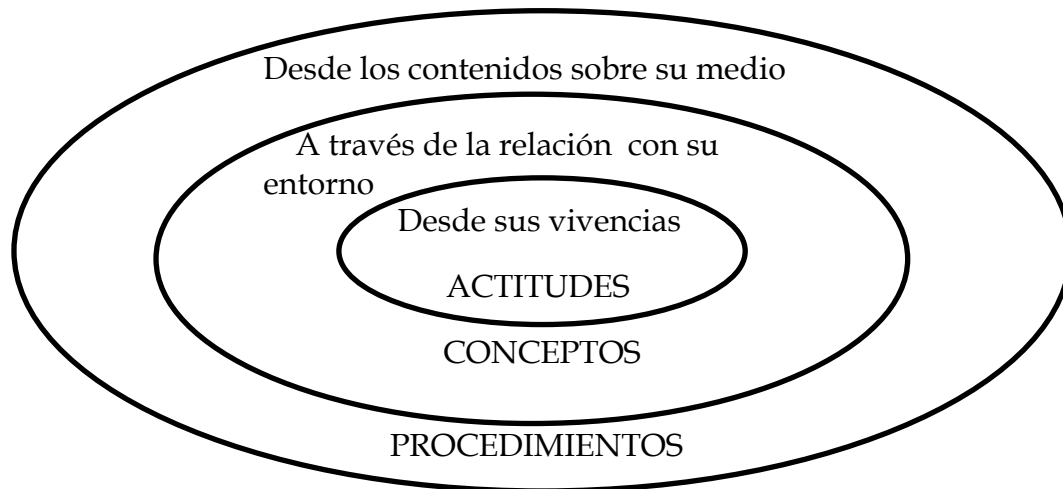 Desde los contenidos sobre su medio
A través de la relación con su
entorno
Desde sus vivencias
ACTITUDES
CONCEPTOS
PROCEDIMIENTOS